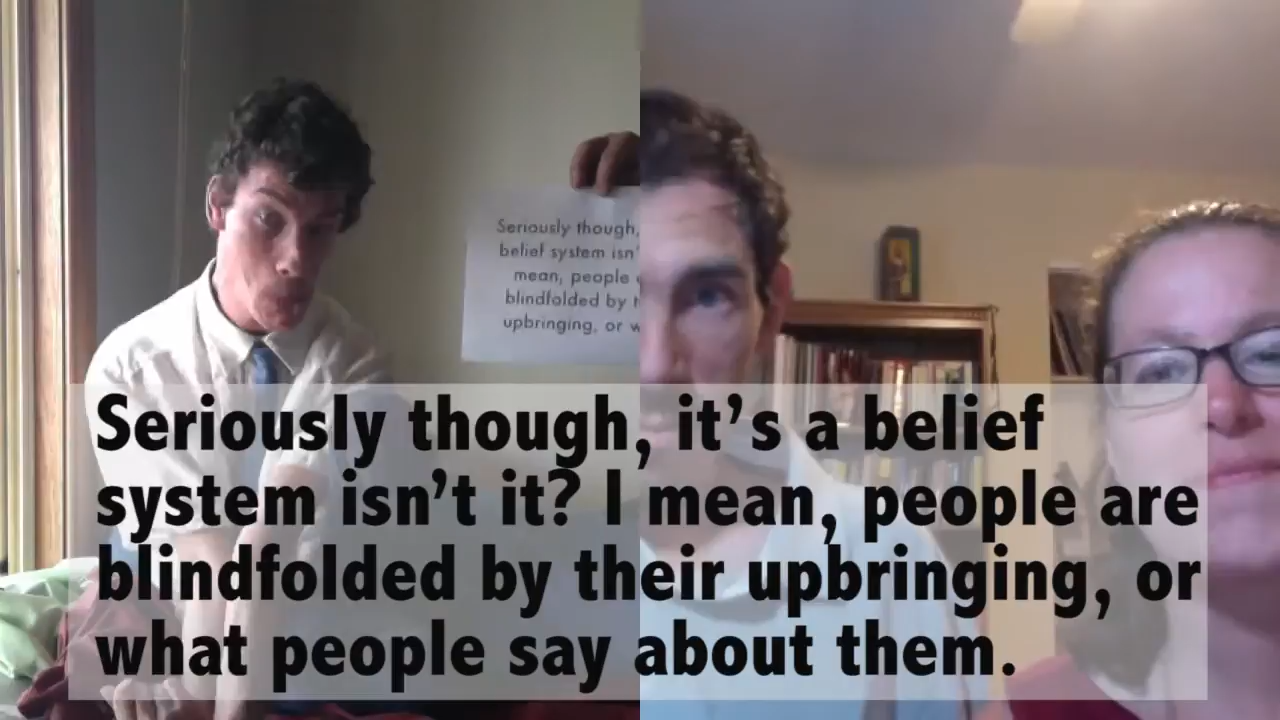 Seriously though,
belief system isn'
mean, people
blindfolded by
upbringing, or w
Seriously though, it's a belief
system isn't it? I mean, people are
blindfolded by their upbringing, or
what people say about them.